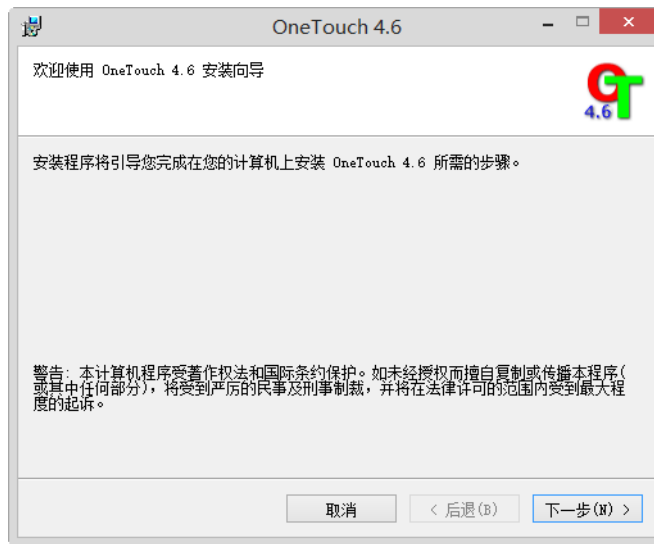 OneTouch 4.6
欢迎使用 OneTouch 4.6 安装向导
OT
4.6
安装程序将引导您完成在您的计算机上安装 OneTouch 4.6 所需的步骤。
警告: 本计算机程序受著作权法和国际条约保护。如未经授权而擅自复制或传播本程序(
或其中任何部分)，将受到严厉的民事及刑事制裁，并将在法律许可的范围内受到最大程
度的起诉。
取消
< 后退(B)
下一步(N) >